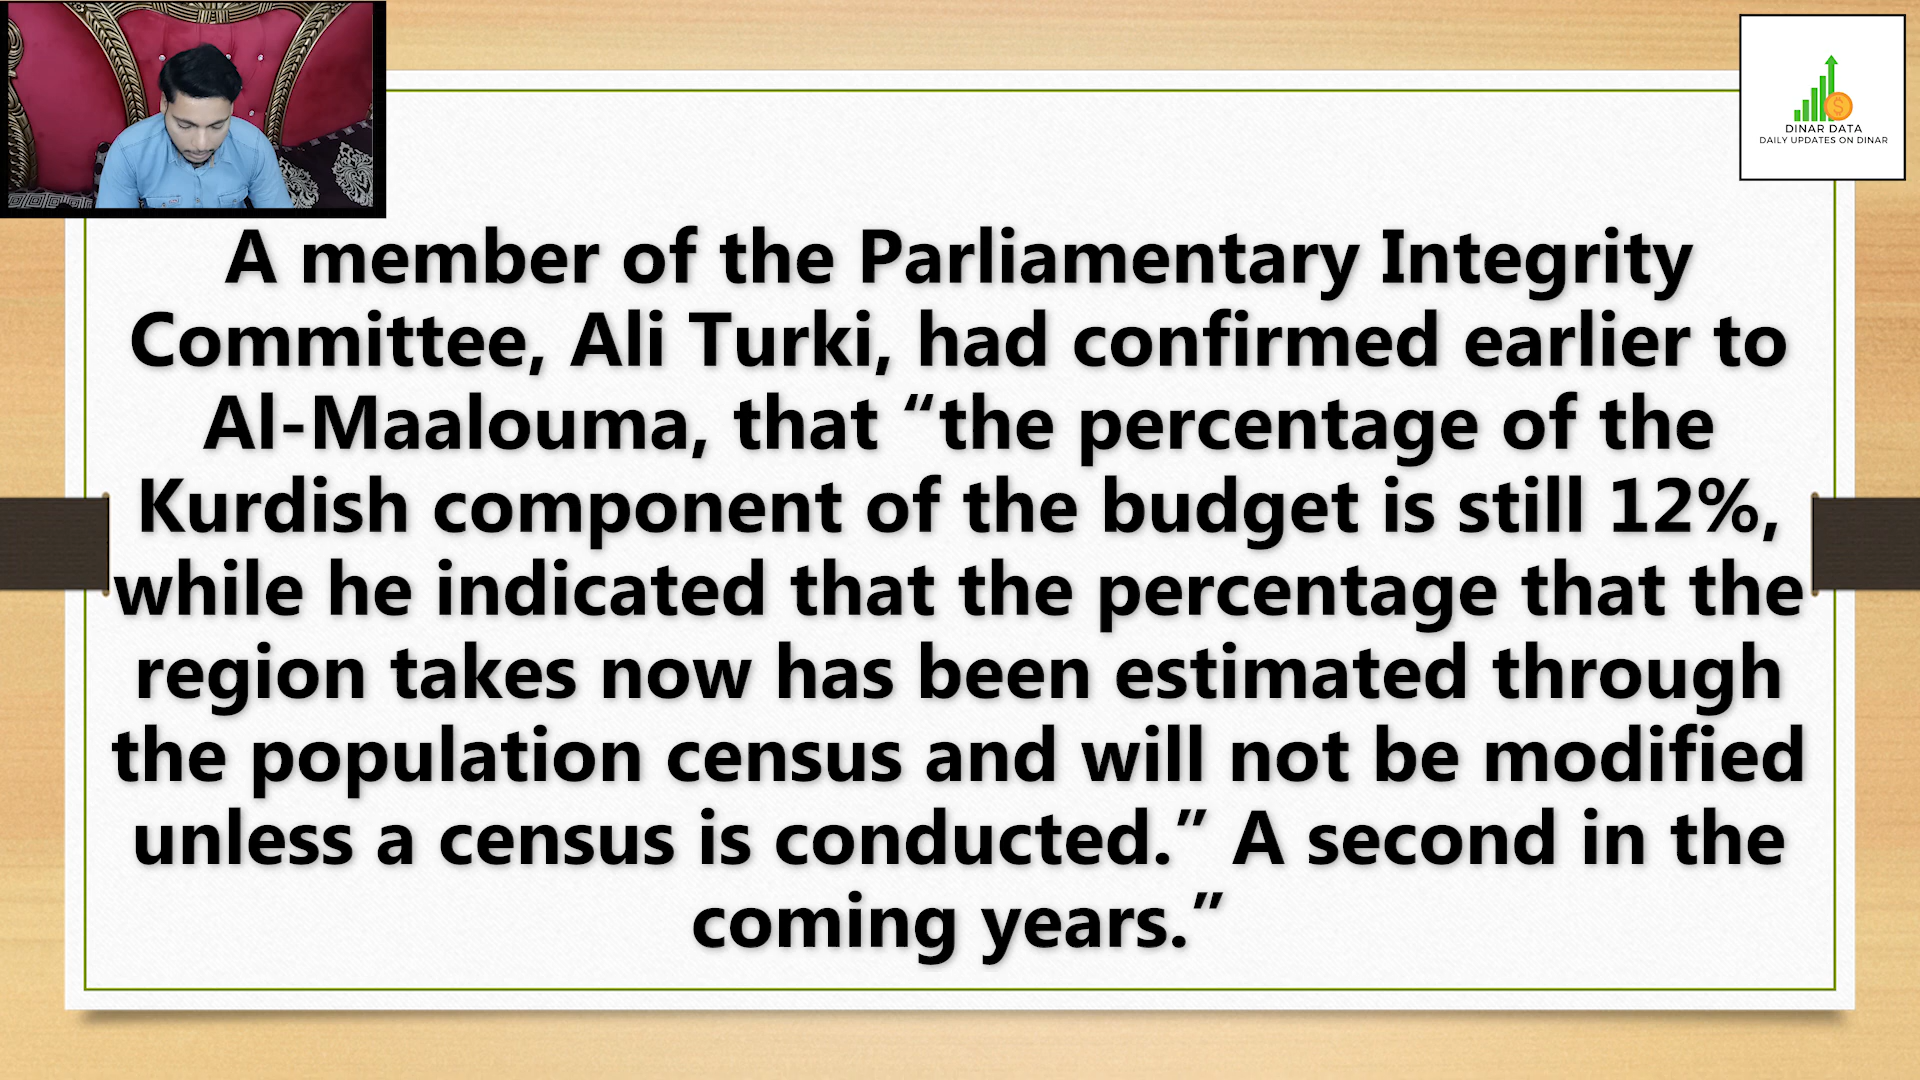 DINAR DATA
DAILY UPDATES ON DINAR
A member of the Parliamentary Integrity
Committee, Ali Turki, had confirmed earlier to
Al-Maalouma, that “the percentage of the
Kurdish component of the budget is still 12%,
while he indicated that the percentage that the
region takes now has been estimated through
the population census and will not be modified
unless a census is conducted.” A second in the
coming years.”